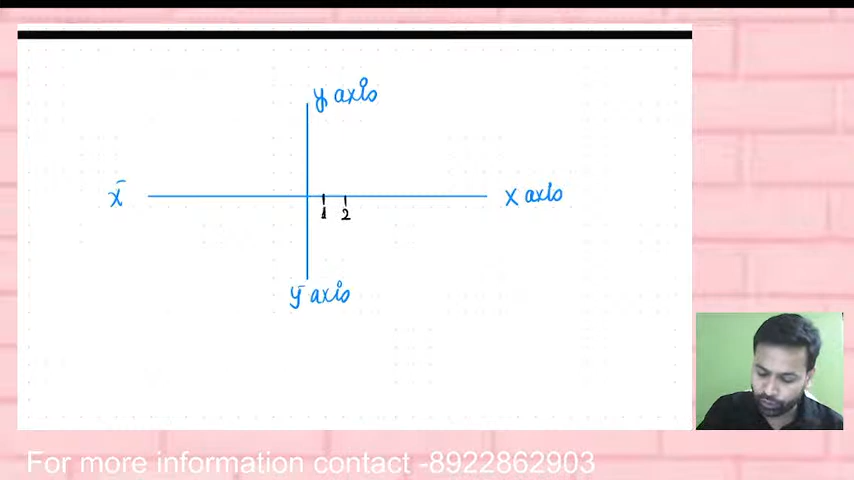 y axis
x̄
x axis
1 2
ȳ axis
For more information contact -8922862903